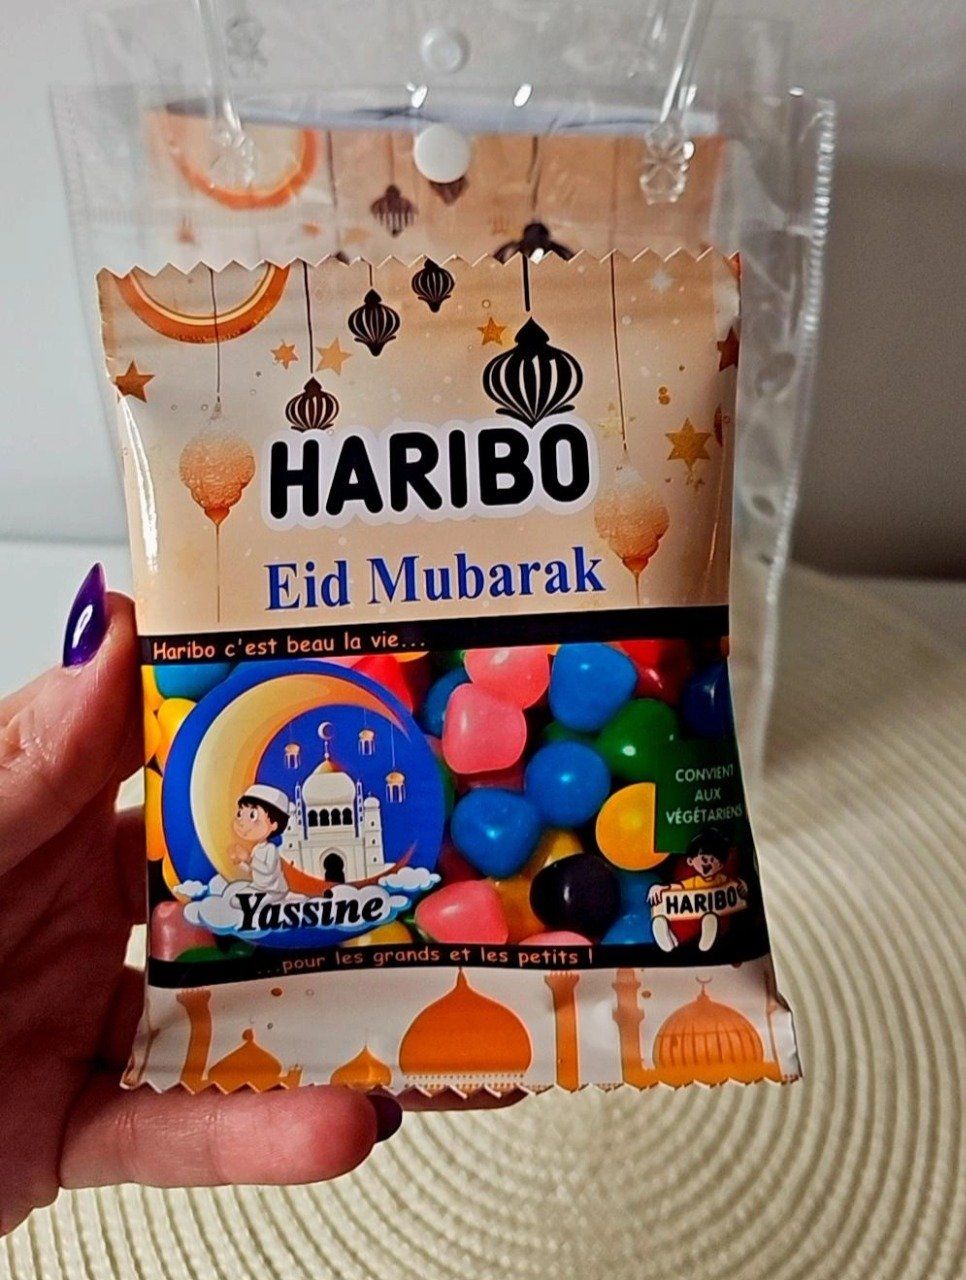 HARIBO
Eid Mubarak
Haribo c'est beau la vie...
CONVIENT
AUX
VÉGÉTARIENS
HARIBO
Yassine
...pour les grands et les petits !